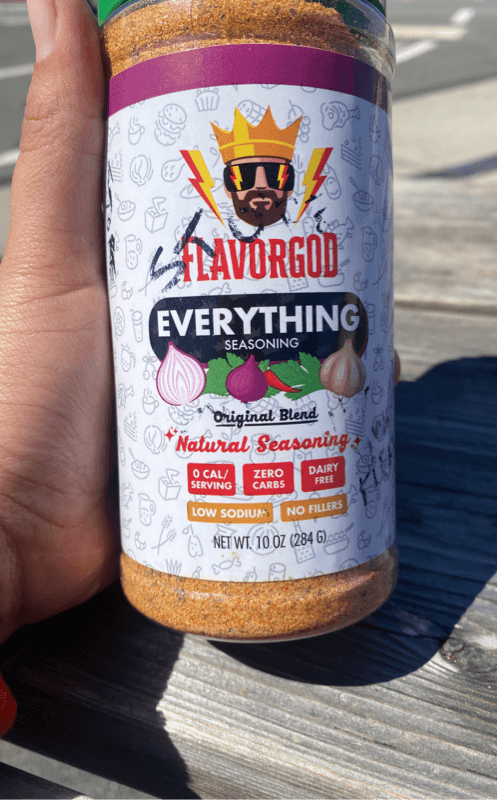 FLAVORGOD
EVERYTHING
SEASONING
Original Blend
Natural Seasoning
0 CAL/
SERVING
ZERO
CARBS
DAIRY
FREE
LOW SODIUM
NO FILLERS
NET WT. 10 OZ (284 G)